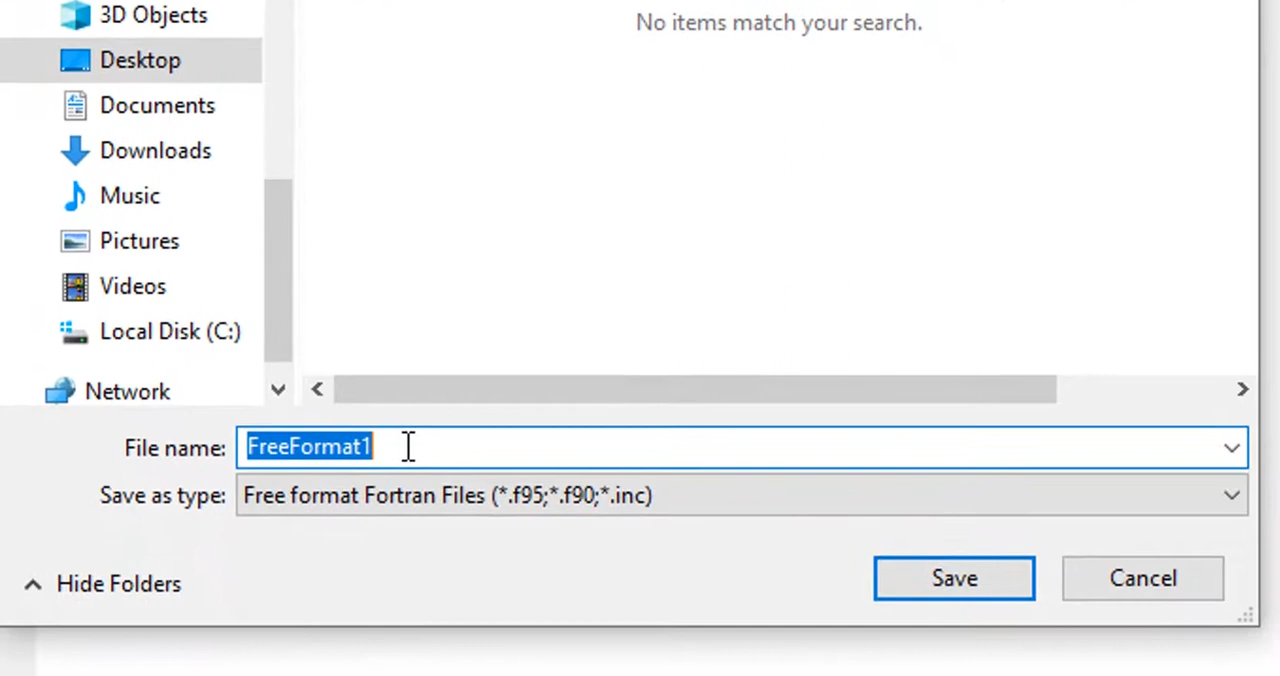 3D Objects
No items match your search.
Desktop
Documents
Downloads
Music
Pictures
Videos
Local Disk (C:)
Network
File name: FreeFormat1
Save as type: Free format Fortran Files (*.f95;*.f90;*.inc)
Hide Folders
Save
Cancel